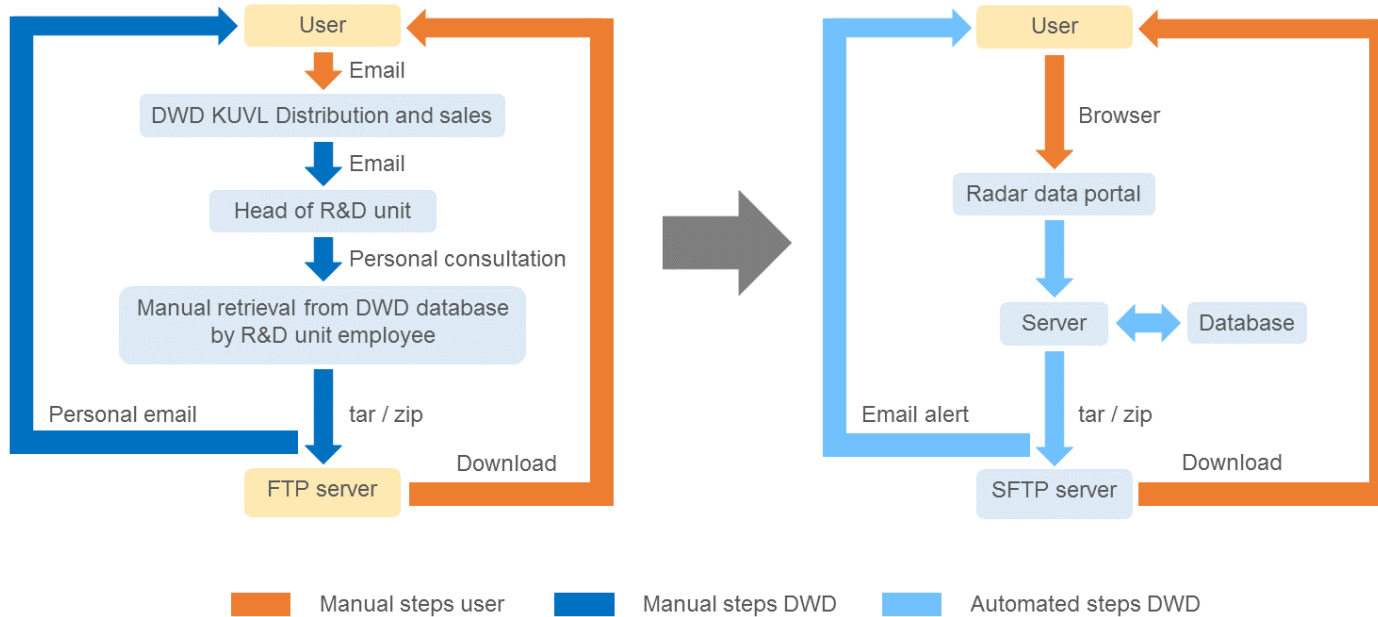 User
Email
DWD KUVL Distribution and sales
Email
Head of R&D unit
Personal consultation
Manual retrieval from DWD database
by R&D unit employee
Personal email
tar / zip
Download
FTP server
User
Browser
Radar data portal
Server
Database
Email alert
tar / zip
Download
SFTP server
Manual steps user
Manual steps DWD
Automated steps DWD